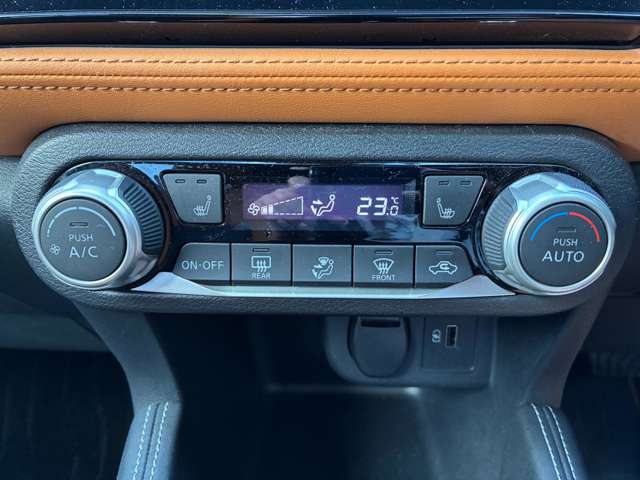 23.0
°C
PUSH
A/C
ON·OFF
REAR
FRONT
PUSH
AUTO